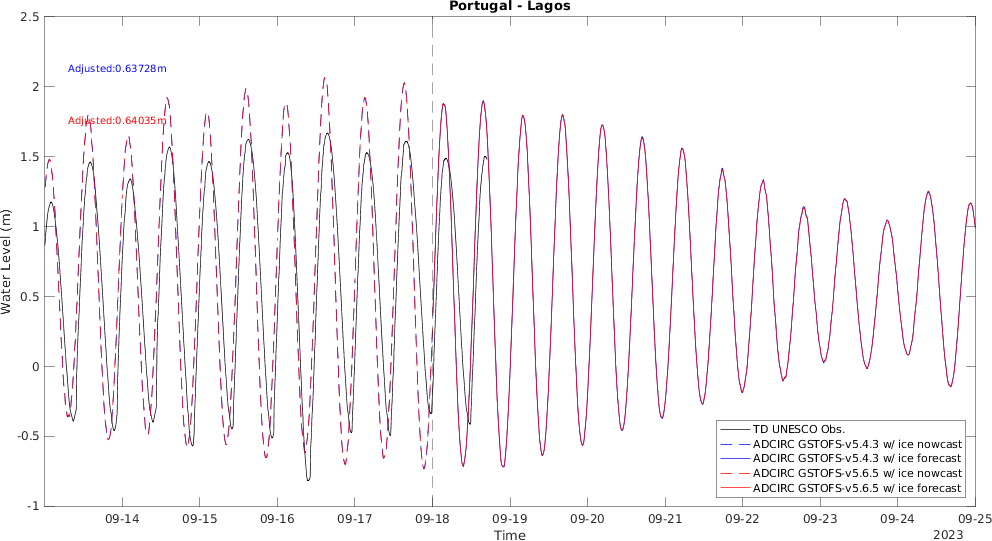 Portugal - Lagos
2.5
2
1.5
1
0.5
0
-0.5
-1
Water Level (m)
Adjusted:0.63728m
Adjusted:0.64035m
TD UNESCO Obs.
ADCIRC GSTOFS-v5.4.3 w/ ice nowcast
ADCIRC GSTOFS-v5.4.3 w/ ice forecast
ADCIRC GSTOFS-v5.6.5 w/ ice nowcast
ADCIRC GSTOFS-v5.6.5 w/ ice forecast
09-14 09-15 09-16 09-17 09-18 09-19 09-20 09-21 09-22 09-23 09-24 09-25
Time
2023